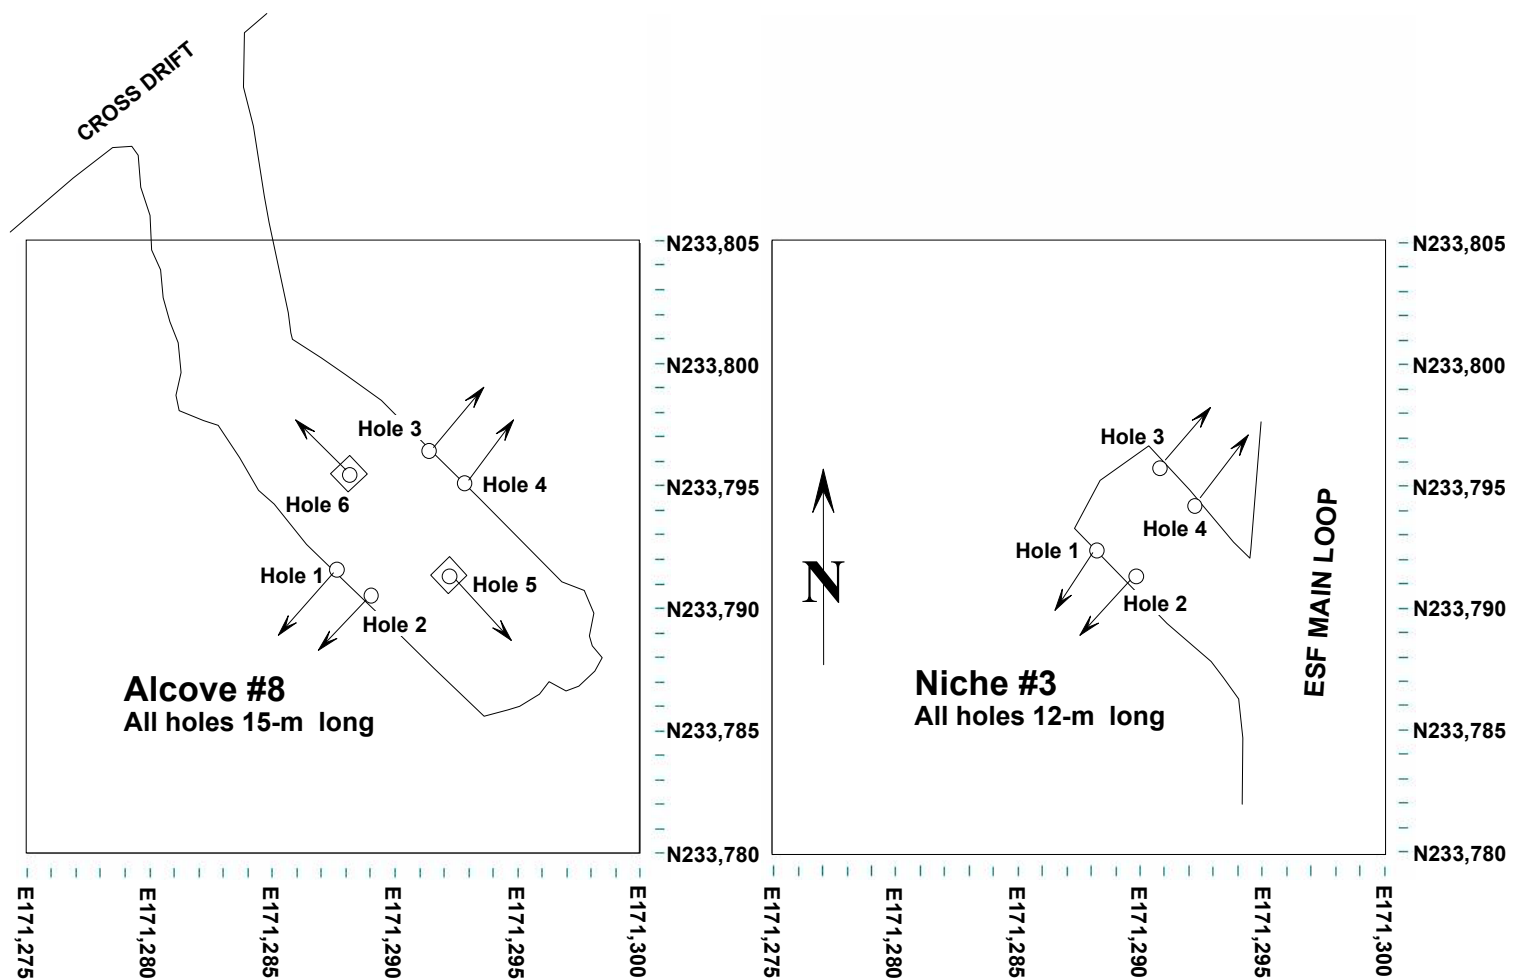 CROSS DRIFT
N233,805
N233,800
N233,795
N233,790
N233,785
N233,780
Hole 3
Hole 4
Hole 6
Hole 1
Hole 5
Hole 2
Alcove #8
All holes 15-m long
E171,275
E171,280
E171,285
E171,290
E171,295
E171,300
N
N233,805
N233,800
N233,795
N233,790
N233,785
N233,780
Hole 3
Hole 4
Hole 1
Hole 2
ESF MAIN LOOP
Niche #3
All holes 12-m long
E171,275
E171,280
E171,285
E171,290
E171,295
E171,300